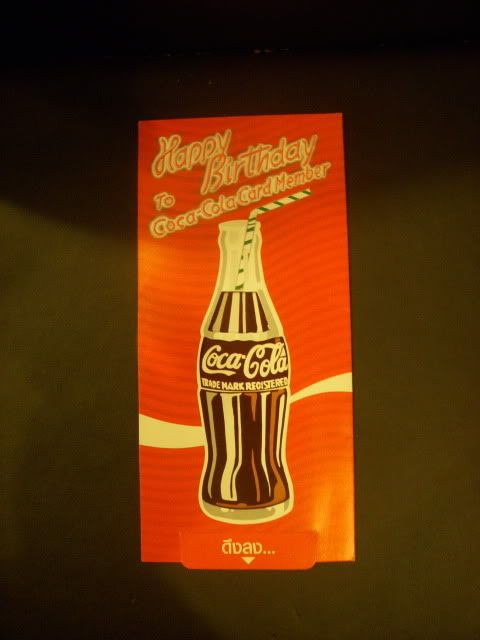 Happy
Birthday
To
Coca-Cola Card Member
Coca-Cola
TRADE MARK REGISTERED
ดึงลง...